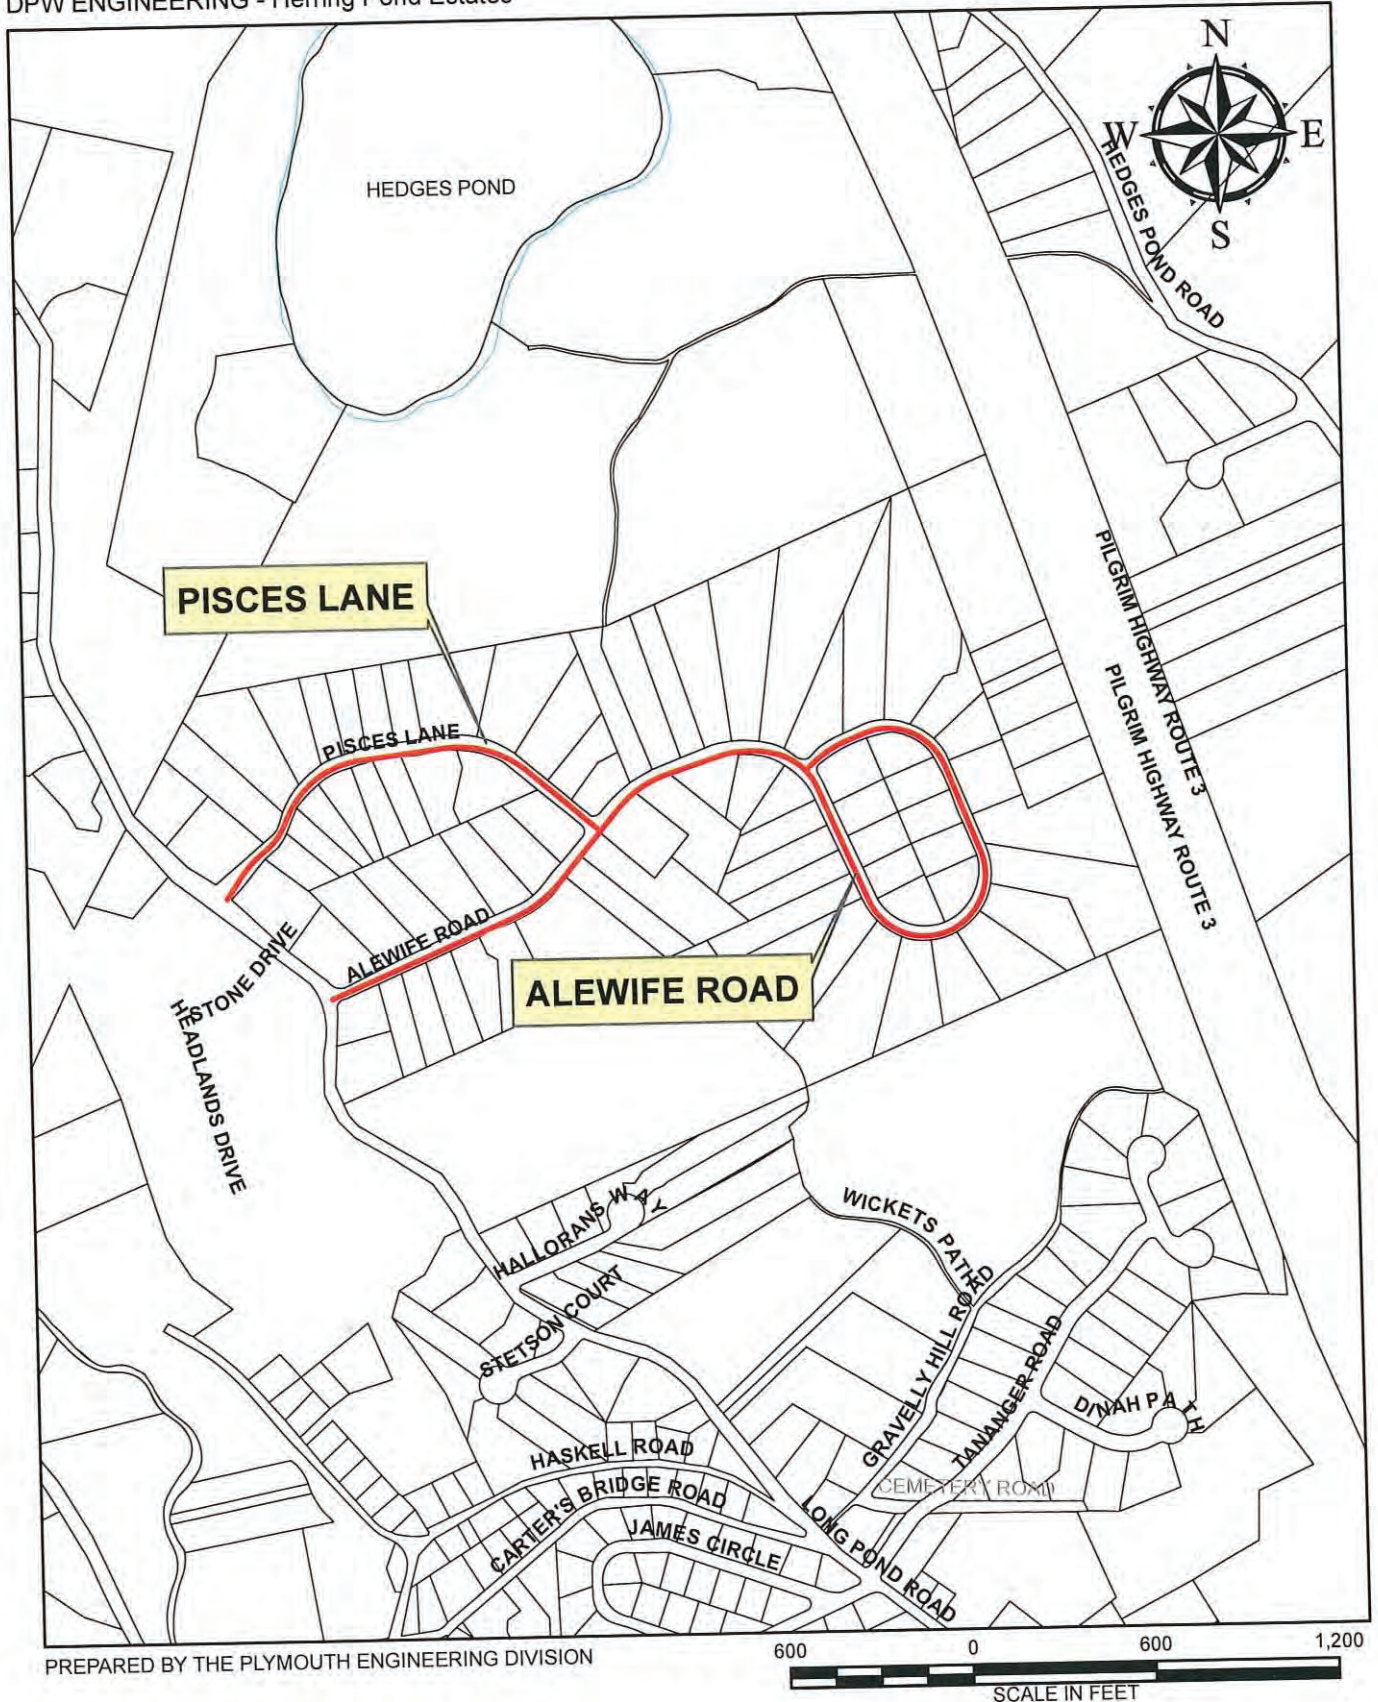 DPW ENGINEERING - Herring Pond Estates
N
W E
S
HEDGES POND
HEDGES POND ROAD
PILGRIM HIGHWAY ROUTE 3
PILGRIM HIGHWAY ROUTE 3
PISCES LANE
PISCES LANE
ALEWIFE ROAD
ALEWIFE ROAD
STONE DRIVE
HEADLANDS DRIVE
HALLORANS WAY
WICKETS PATH
STETSON COURT
GRAVELLY HILL ROAD
TANANGER ROAD
DINAH PATH
HASKELL ROAD
CEMETERY ROAD
CARTER'S BRIDGE ROAD
JAMES CIRCLE
LONG POND ROAD
PREPARED BY THE PLYMOUTH ENGINEERING DIVISION
600 0 600 1,200
SCALE IN FEET